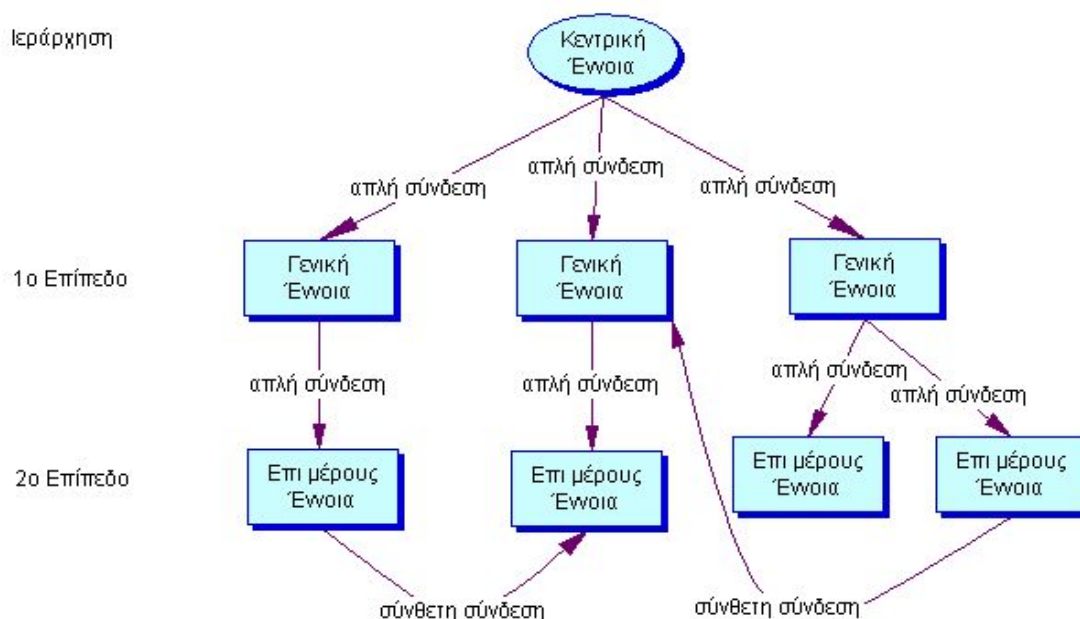 Ιεράρχηση
Κεντρική
Έννοια
απλή σύνδεση
απλή σύνδεση
απλή σύνδεση
1ο Επίπεδο
Γενική
Έννοια
Γενική
Έννοια
Γενική
Έννοια
απλή σύνδεση
απλή σύνδεση
απλή σύνδεση
απλή σύνδεση
2ο Επίπεδο
Επι μέρους
Έννοια
Επι μέρους
Έννοια
Επι μέρους
Έννοια
Επι μέρους
Έννοια
σύνθετη σύνδεση
σύνθετη σύνδεση